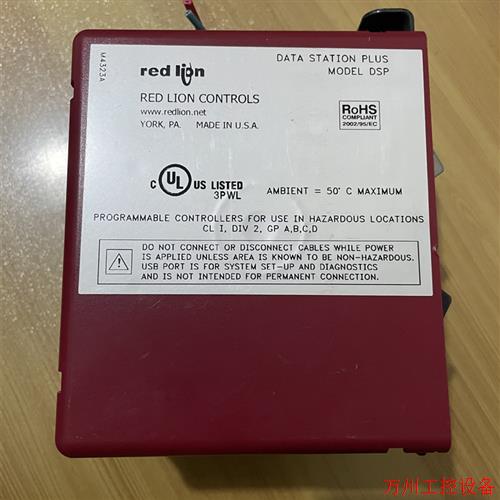 M4323A
red lion
DATA STATION PLUS
MODEL DSP
RED LION CONTROLS
www.redlion.net
YORK, PA. MADE IN U.S.A.
RoHS
COMPLIANT
2002/95/EC
C UL US LISTED
3PWL
AMBIENT = 50° C MAXIMUM
PROGRAMMABLE CONTROLLERS FOR USE IN HAZARDOUS LOCATIONS
CL I, DIV 2, GP A,B,C,D
DO NOT CONNECT OR DISCONNECT CABLES WHILE POWER
IS APPLIED UNLESS AREA IS KNOWN TO BE NON-HAZARDOUS.
USB PORT IS FOR SYSTEM SET-UP AND DIAGNOSTICS
AND IS NOT INTENDED FOR PERMANENT CONNECTION.
万州工控设备